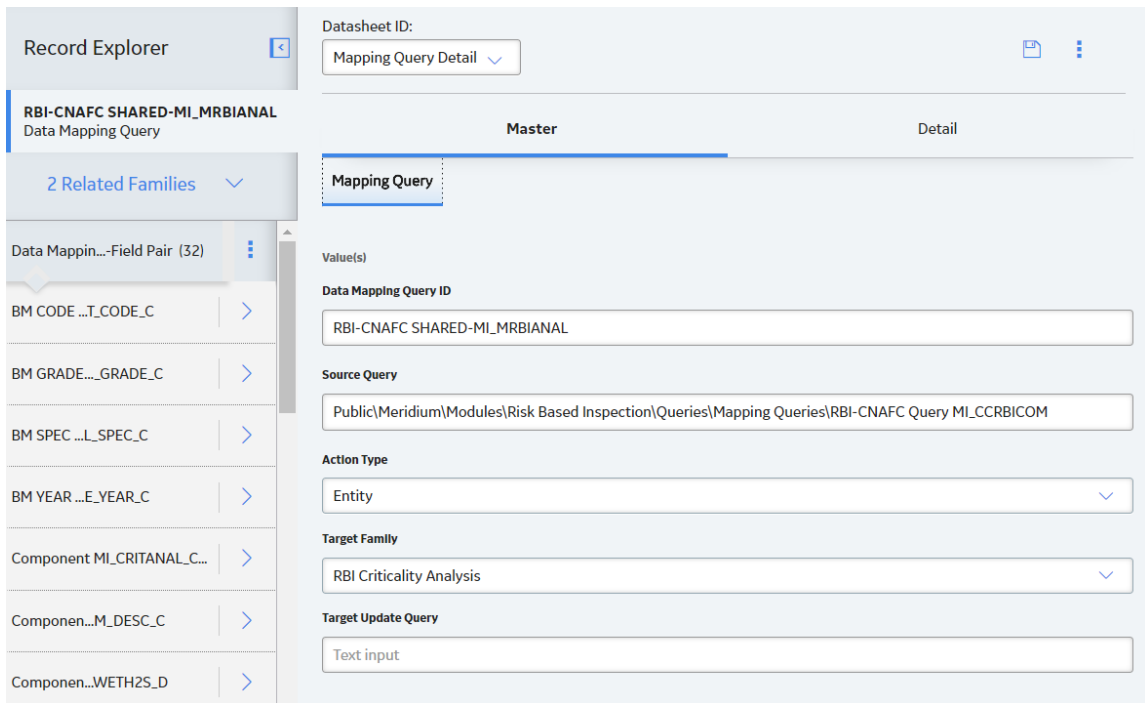 Record Explorer
RBI-CNAFC SHARED-MI_MRBIANAL
Data Mapping Query
2 Related Families
Data Mappin...-Field Pair (32)
BM CODE ...T_CODE_C
BM GRADE..._GRADE_C
BM SPEC ...L_SPEC_C
BM YEAR ...E_YEAR_C
Component MI_CRITANAL_C...
Componen...M_DESC_C
Componen...WETH2S_D
Datasheet ID:
Mapping Query Detail
Master
Detail
Mapping Query
Value(s)
Data Mapping Query ID
RBI-CNAFC SHARED-MI_MRBIANAL
Source Query
Public\Meridium\Modules\Risk Based Inspection\Queries\Mapping Queries\RBI-CNAFC Query MI_CCRBICOM
Action Type
Entity
Target Family
RBI Criticality Analysis
Target Update Query
Text input